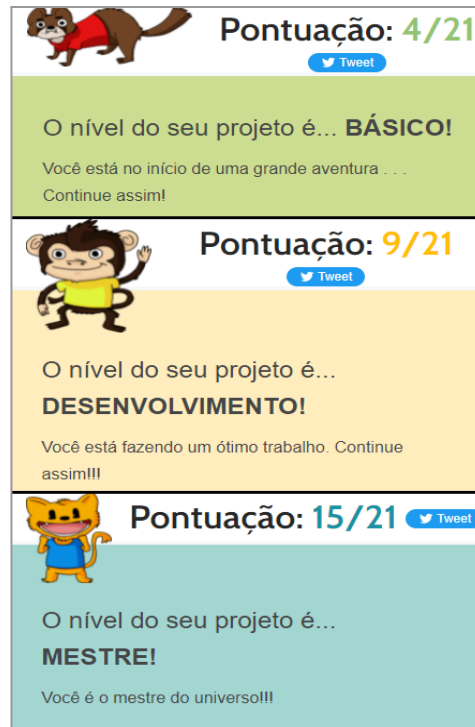 Pontuação: 4/21
Tweet
O nível do seu projeto é... BÁSICO!
Você está no início de uma grande aventura . . .
Continue assim!
Pontuação: 9/21
Tweet
O nível do seu projeto é...
DESENVOLVIMENTO!
Você está fazendo um ótimo trabalho. Continue
assim!!!
Pontuação: 15/21 Tweet
O nível do seu projeto é...
MESTRE!
Você é o mestre do universo!!!